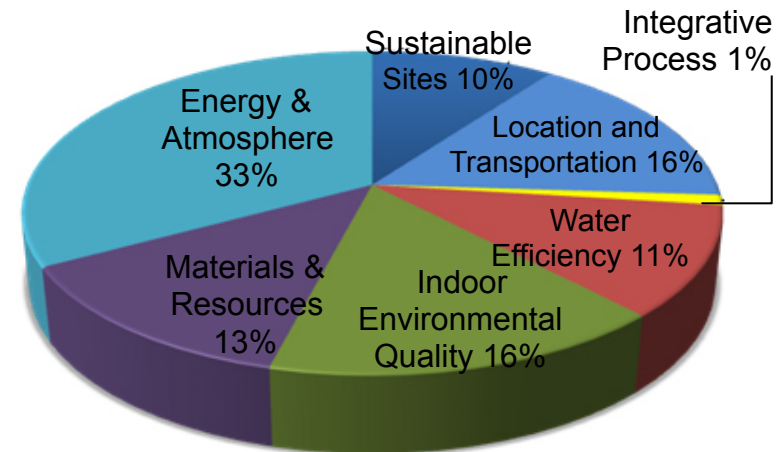 Integrative
Process 1%
Sustainable
Sites 10%
Energy &
Atmosphere
33%
Location and
Transportation 16%
Water
Efficiency 11%
Materials &
Resources
13%
Indoor
Environmental
Quality 16%